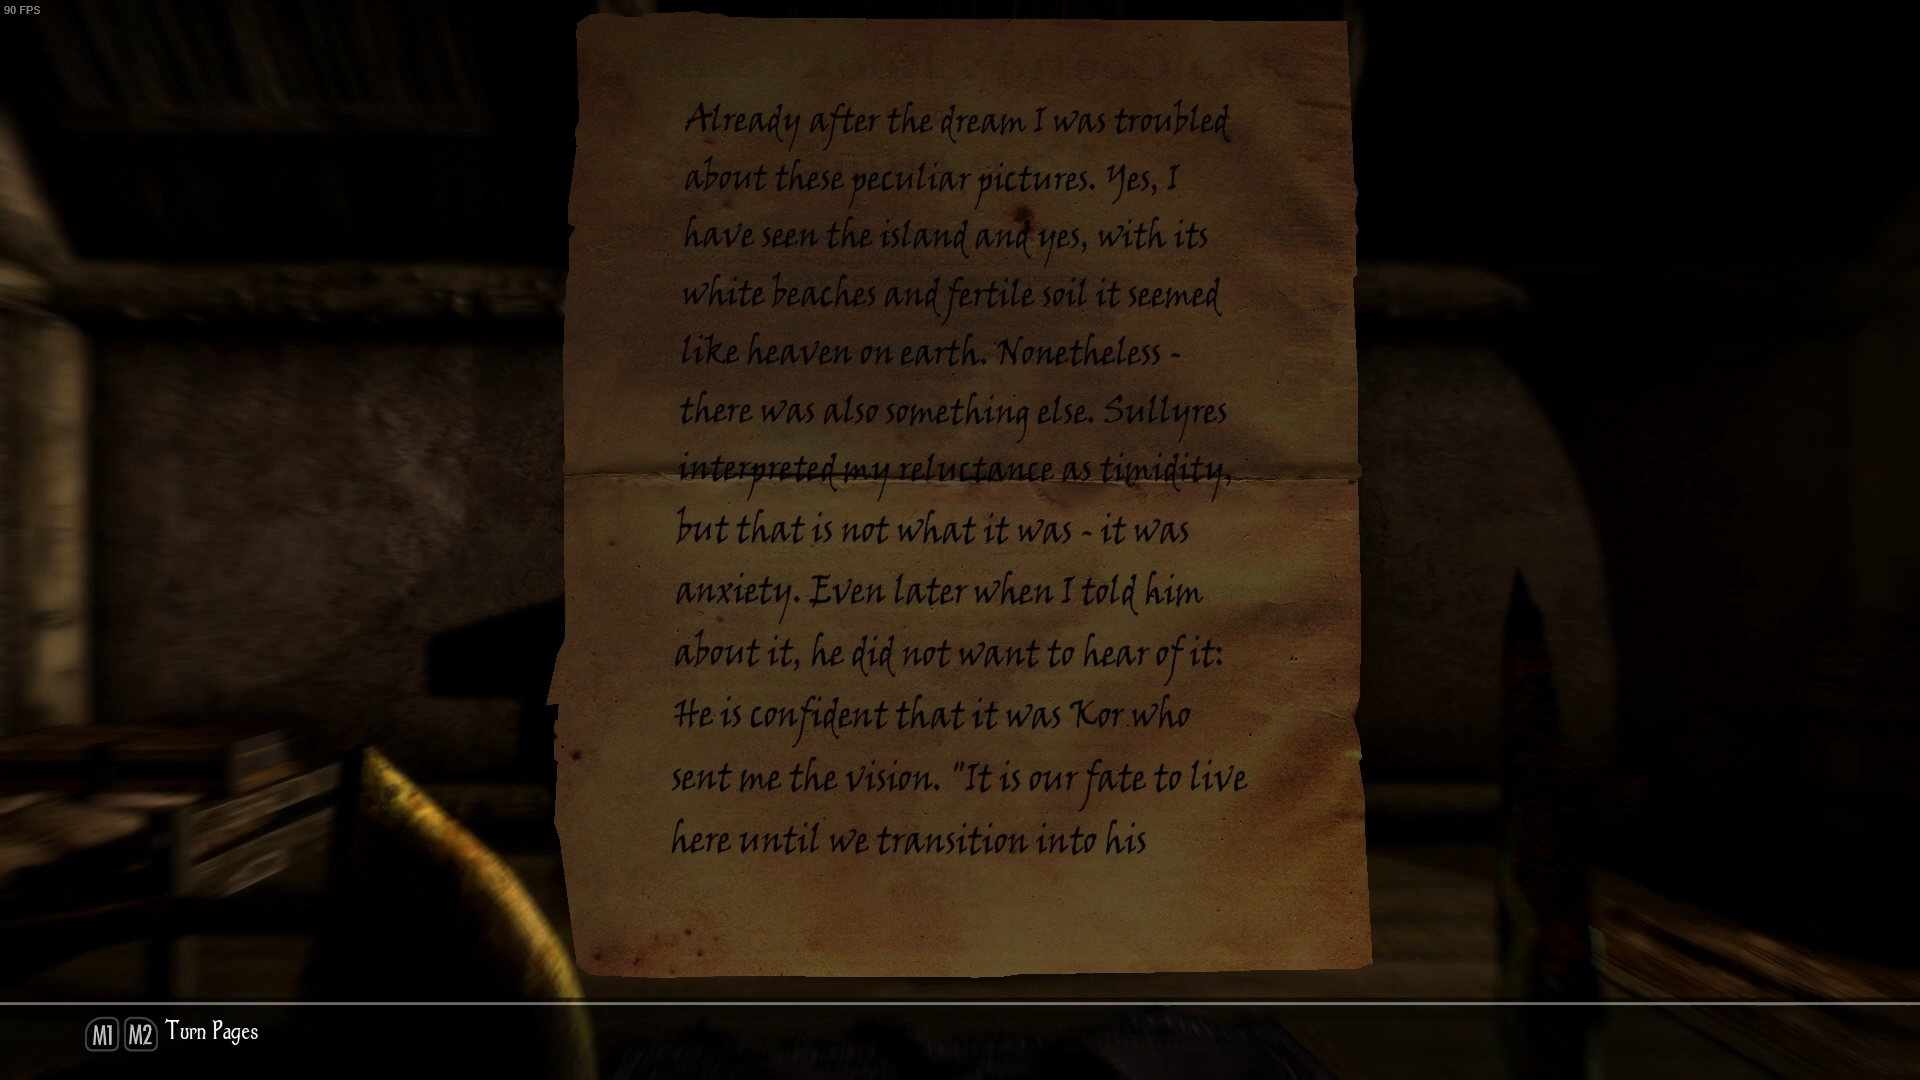 90 FPS
Already after the dream I was troubled
about these peculiar pictures. Yes, I
have seen the island and yes, with its
white beaches and fertile soil it seemed
like heaven on earth. Nonetheless -
there was also something else. Sullyres
interpreted my reluctance as timidity,
but that is not what it was - it was
anxiety. Even later when I told him
about it, he did not want to hear of it:
He is confident that it was Kor who
sent me the vision. "It is our fate to live
here until we transition into his
M1 M2 Turn Pages